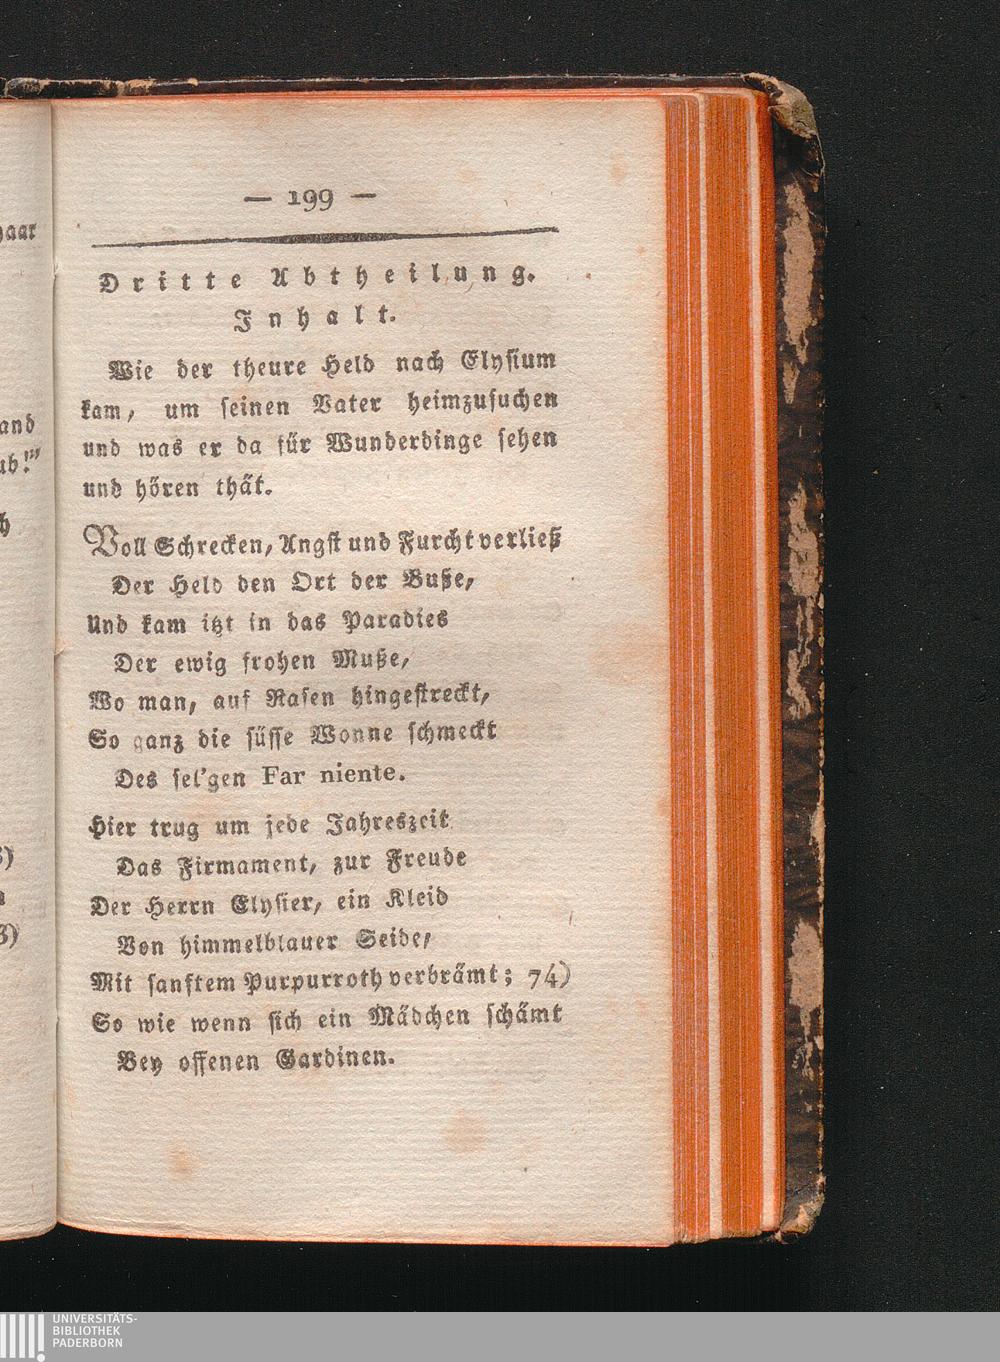 — 199 —
Dritte Abtheilung.
Inhalt.
Wie der theure Held nach Elysium
kam, um seinen Vater heimzusuchen
und was er da für Wunderdinge sehen
und hören thät.
Voll Schrecken, Angst und Furcht verließ
Der Held den Ort der Buße,
Und kam itzt in das Paradies
Der ewig frohen Muße,
Wo man, auf Rasen hingestreckt,
So ganz die süsse Wonne schmeckt
Des sel'gen Far niente.
Hier trug um jede Jahreszeit
Das Firmament, zur Freude
Der Herrn Elysier, ein Kleid
Von himmelblauer Seide,
Mit sanftem Purpurroth verbrämt; 74)
So wie wenn sich ein Mädchen schämt
Bey offenen Gardinen.
UNIVERSITÄTS-
BIBLIOTHEK
PADERBORN